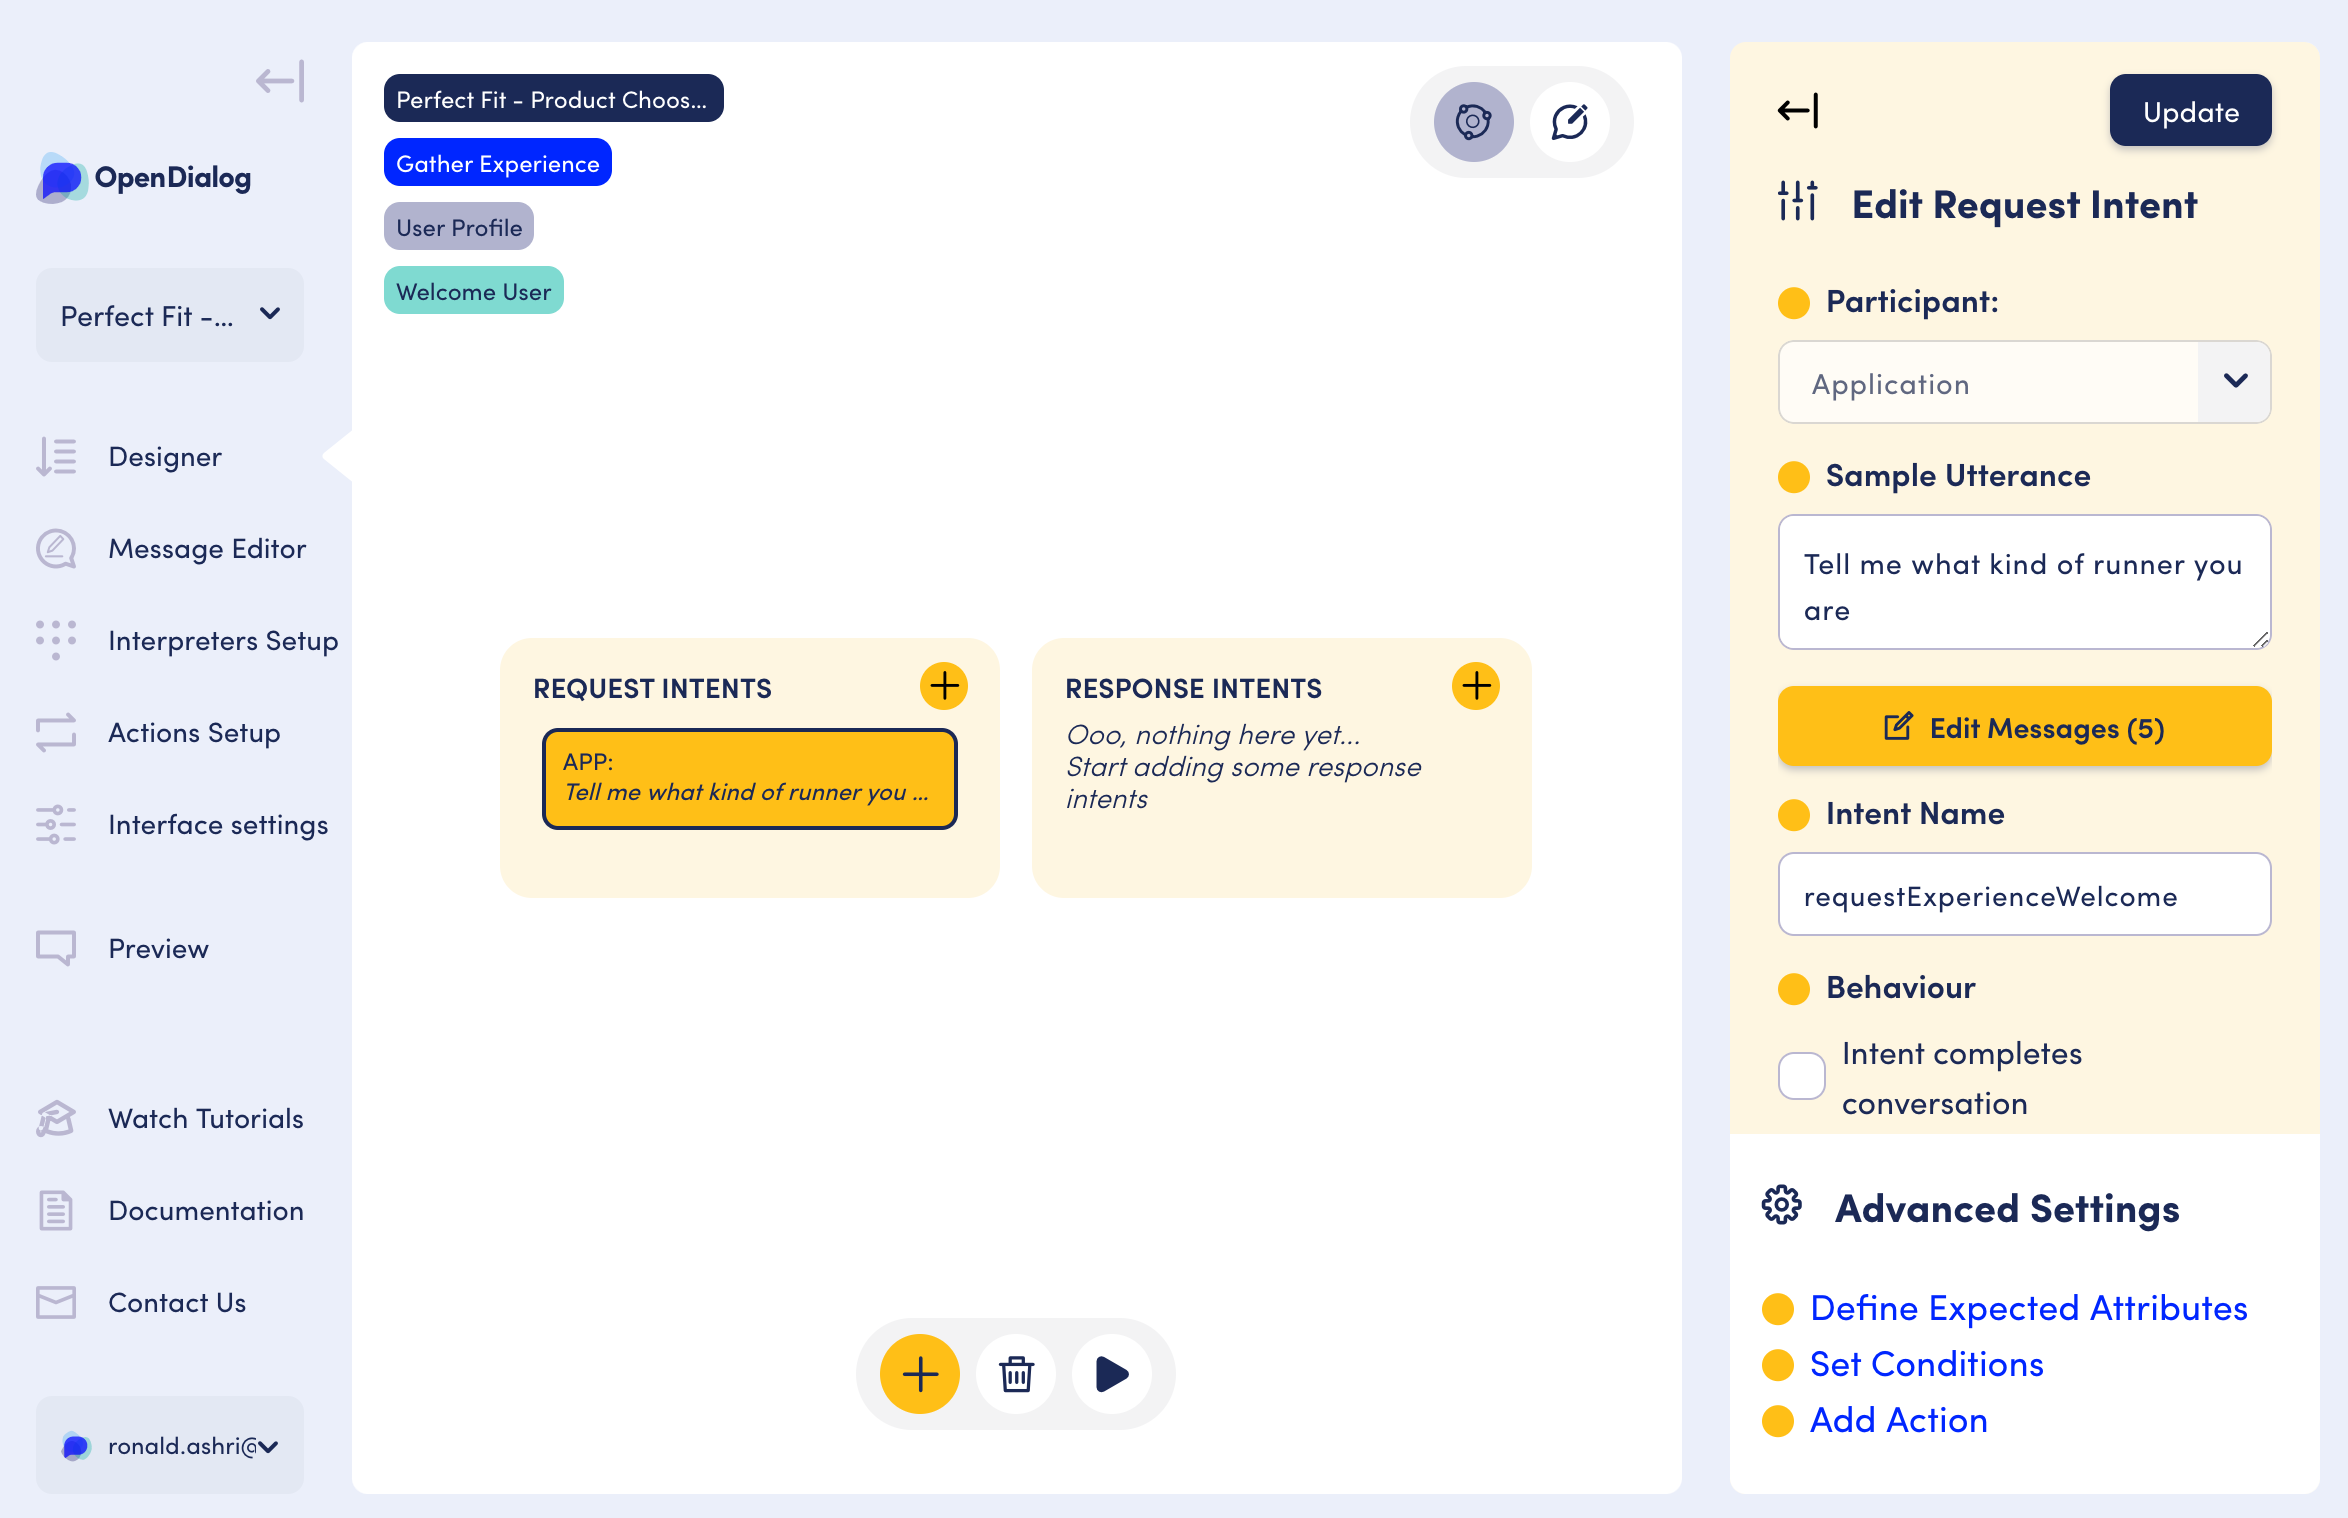 OpenDialog
Perfect Fit -...
Designer
Message Editor
Interpreters Setup
Actions Setup
Interface settings
Preview
Watch Tutorials
Documentation
Contact Us
ronald.ashri@
Perfect Fit - Product Choos...
Gather Experience
User Profile
Welcome User
REQUEST INTENTS
APP:
Tell me what kind of runner you ...
RESPONSE INTENTS
Ooo, nothing here yet...
Start adding some response
intents
Update
Edit Request Intent
Participant:
Application
Sample Utterance
Tell me what kind of runner you
are
Edit Messages (5)
Intent Name
requestExperienceWelcome
Behaviour
Intent completes
conversation
Advanced Settings
Define Expected Attributes
Set Conditions
Add Action